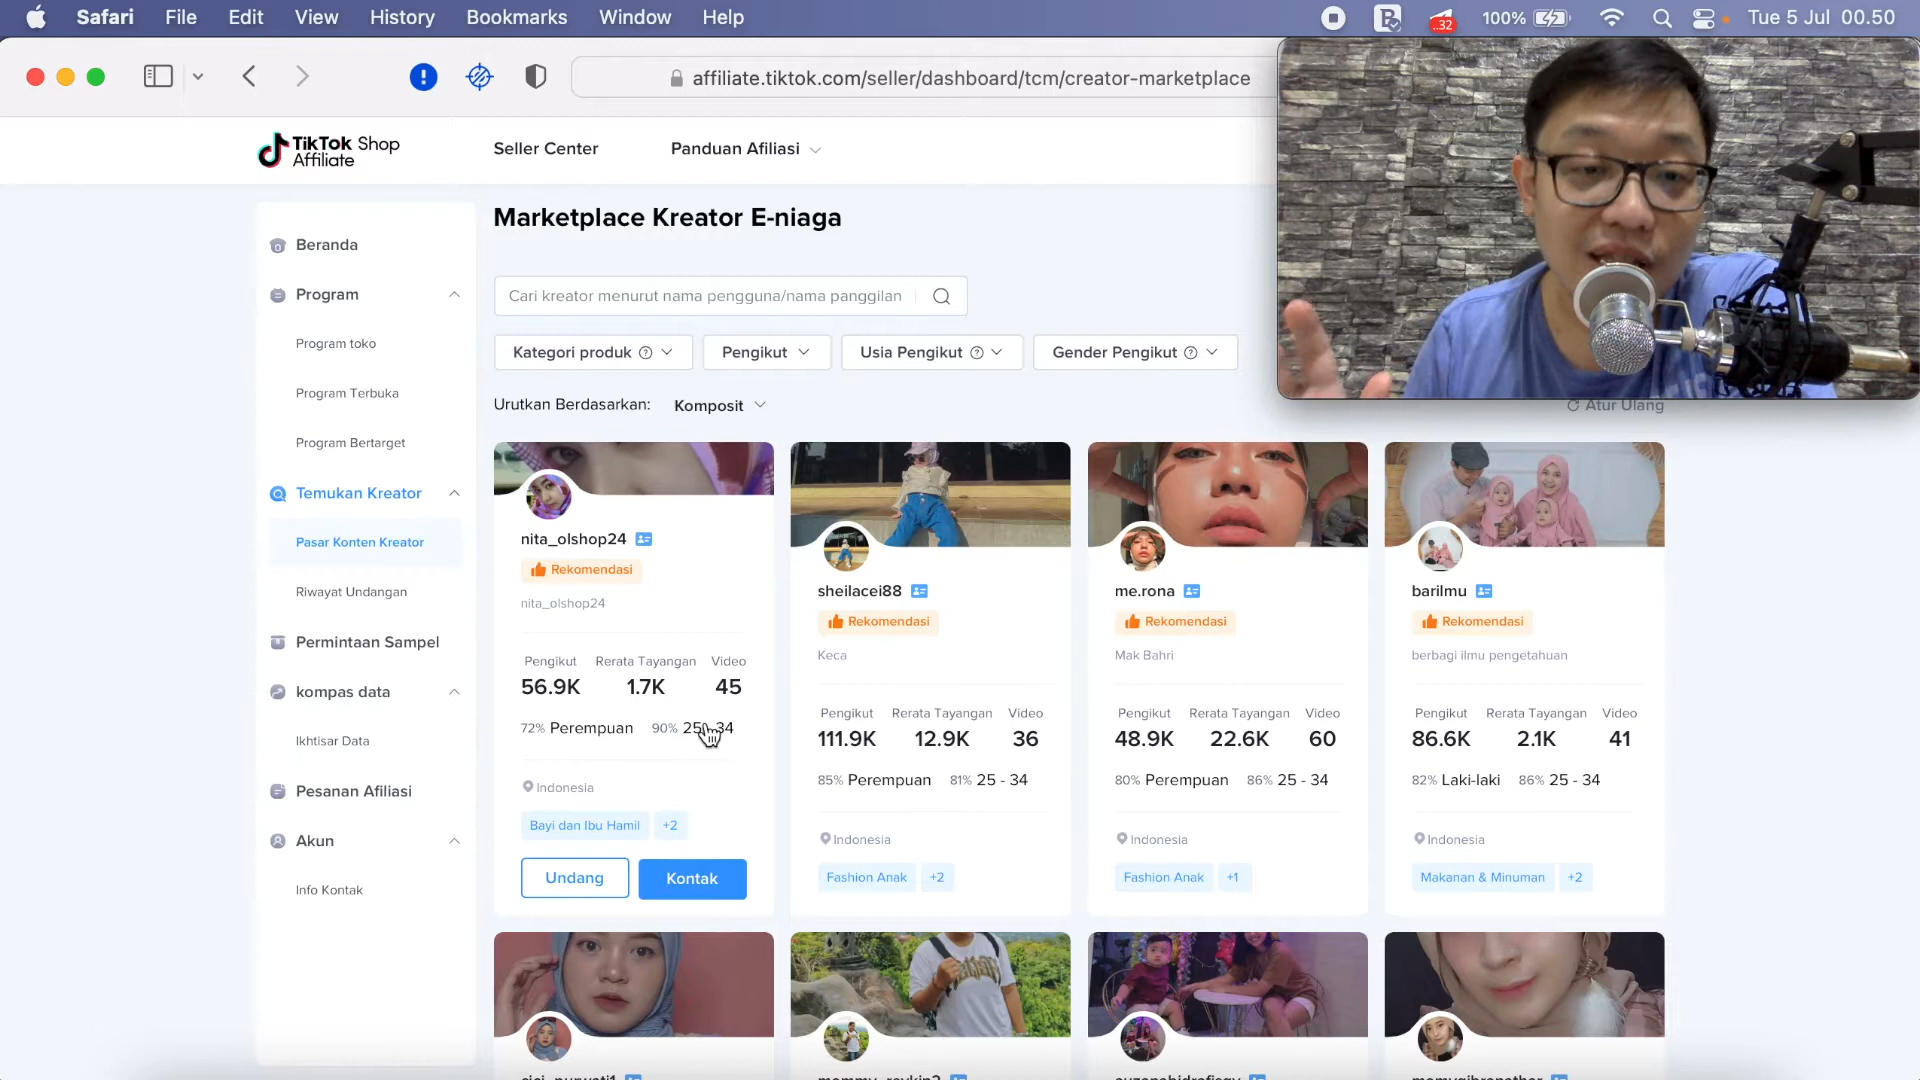 Safari File Edit View History Bookmarks Window Help
..32 100% Tue 5 Jul 00.50
affiliate.tiktok.com/seller/dashboard/tcm/creator-marketplace
TikTok Shop
Affiliate
Seller Center Panduan Afiliasi
Beranda
Program
Program toko
Program Terbuka
Program Bertarget
Temukan Kreator
Pasar Konten Kreator
Riwayat Undangan
Permintaan Sampel
kompas data
Ikhtisar Data
Pesanan Afiliasi
Akun
Info Kontak
Marketplace Kreator E-niaga
Cari kreator menurut nama pengguna/nama panggilan
Kategori produk Pengikut Usia Pengikut Gender Pengikut
Urutkan Berdasarkan: Komposit
Atur Ulang
nita_olshop24
Rekomendasi
nita_olshop24
Pengikut Rerata Tayangan Video
56.9K 1.7K 45
72% Perempuan 90% 25 - 34
Indonesia
Bayi dan Ibu Hamil +2
Undang Kontak
sheilacei88
Rekomendasi
Keca
Pengikut Rerata Tayangan Video
111.9K 12.9K 36
85% Perempuan 81% 25 - 34
Indonesia
Fashion Anak +2
me.rona
Rekomendasi
Mak Bahri
Pengikut Rerata Tayangan Video
48.9K 22.6K 60
80% Perempuan 86% 25 - 34
Indonesia
Fashion Anak +1
barilmu
Rekomendasi
berbagi ilmu pengetahuan
Pengikut Rerata Tayangan Video
86.6K 2.1K 41
82% Laki-laki 86% 25 - 34
Indonesia
Makanan & Minuman +2